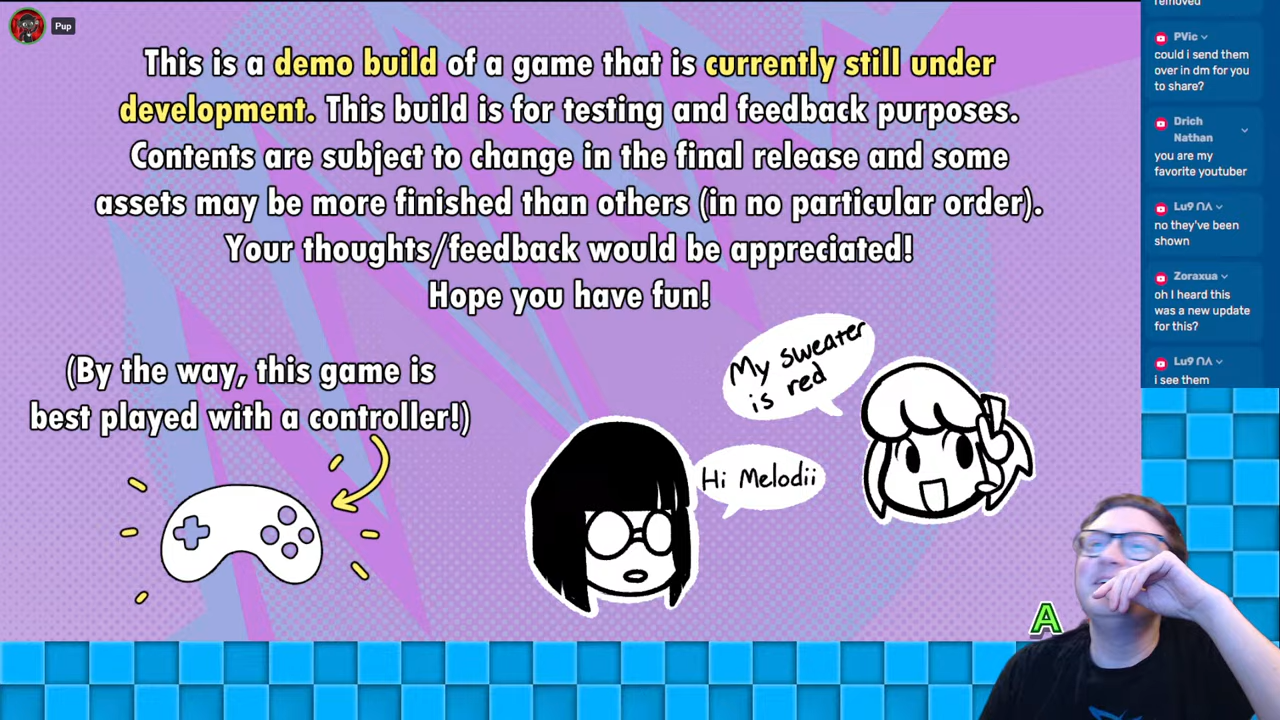 Pup
This is a demo build of a game that is currently still under
development. This build is for testing and feedback purposes.
Contents are subject to change in the final release and some
assets may be more finished than others (in no particular order).
Your thoughts/feedback would be appreciated!
Hope you have fun!
(By the way, this game is
best played with a controller!)
My sweater
is red
Hi Melodii
A
removed
PVic
could i send them
over in dm for you
to share?
Drich
Nathan
you are my
favorite youtuber
Lu9 ՈΛ
no they've been
shown
Zoraxua
oh I heard this
was a new update
for this?
Lu9 ՈΛ
i see them